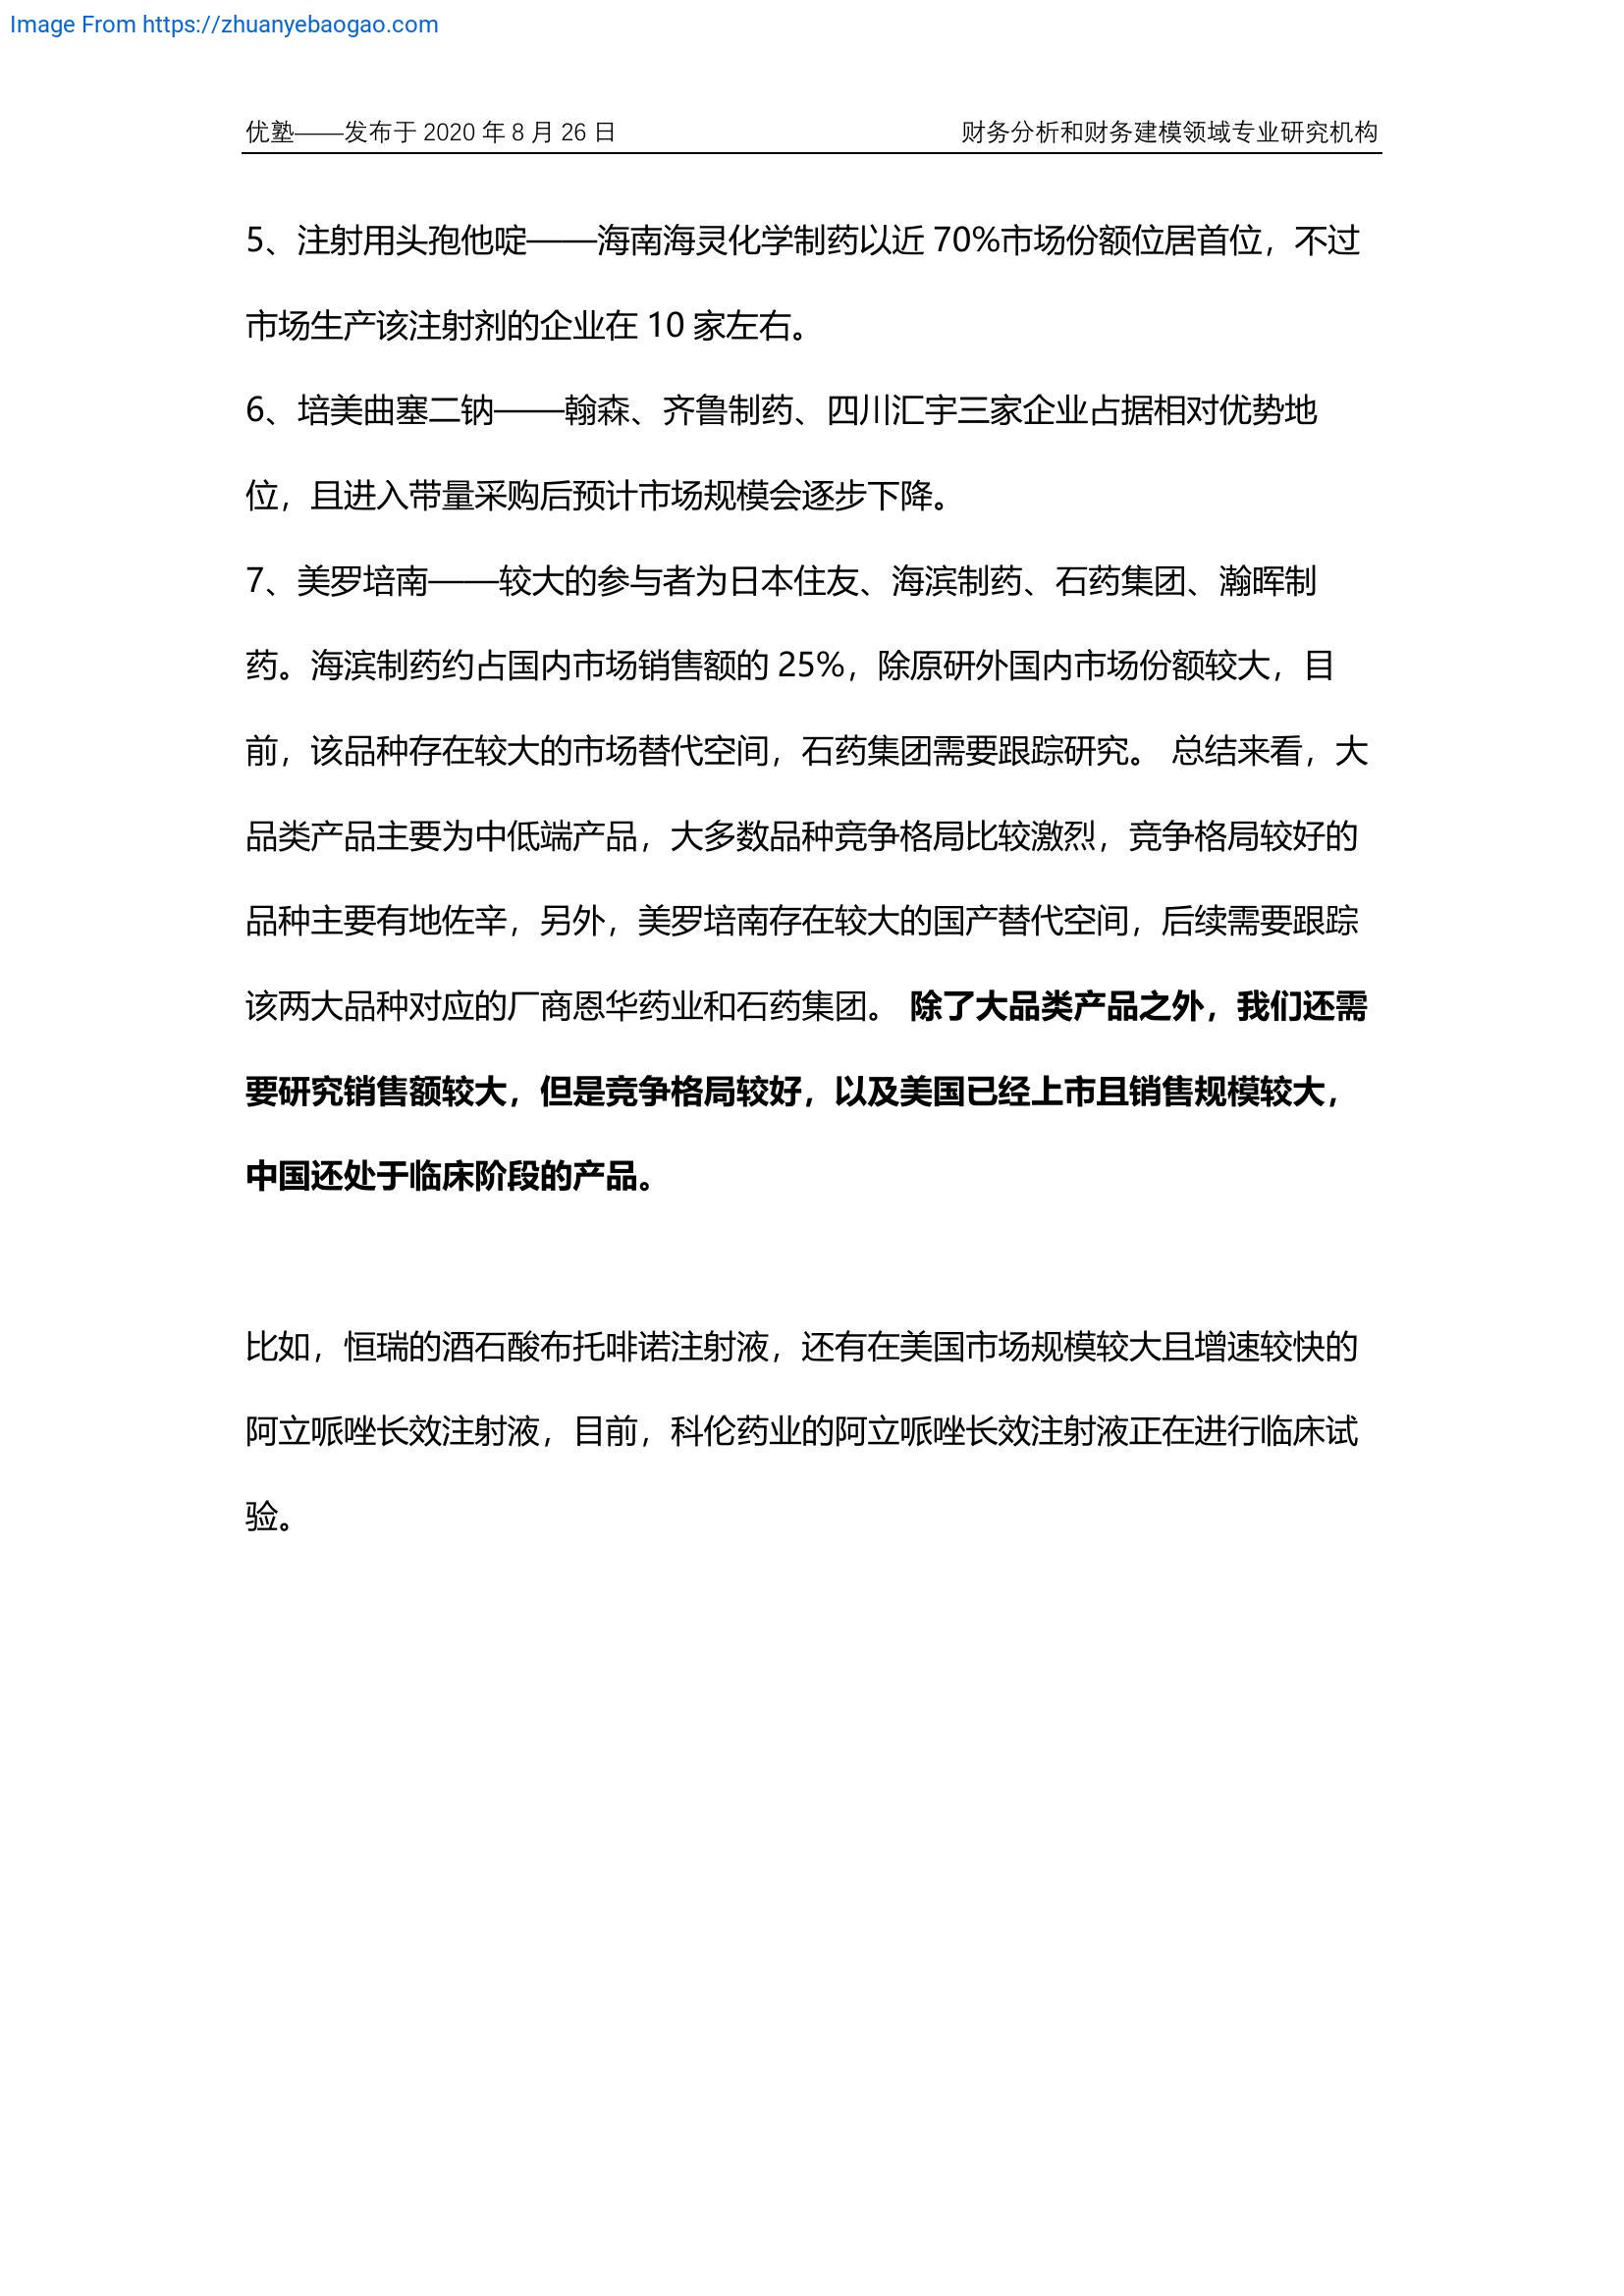 Image From https://zhuanyebaogao.com
优塾——发布于 2020 年 8 月 26 日
财务分析和财务建模领域专业研究机构
5、注射用头孢他啶——海南海灵化学制药以近 70%市场份额位居首位，不过
市场生产该注射剂的企业在 10 家左右。
6、培美曲塞二钠——翰森、齐鲁制药、四川汇宇三家企业占据相对优势地
位，且进入带量采购后预计市场规模会逐步下降。
7、美罗培南——较大的参与者为日本住友、海滨制药、石药集团、瀚晖制
药。海滨制药约占国内市场销售额的 25%，除原研外国内市场份额较大，目
前，该品种存在较大的市场替代空间，石药集团需要跟踪研究。 总结来看，大
品类产品主要为中低端产品，大多数品种竞争格局比较激烈，竞争格局较好的
品种主要有地佐辛，另外，美罗培南存在较大的国产替代空间，后续需要跟踪
该两大品种对应的厂商恩华药业和石药集团。 除了大品类产品之外，我们还需
要研究销售额较大，但是竞争格局较好，以及美国已经上市且销售规模较大，
中国还处于临床阶段的产品。
比如，恒瑞的酒石酸布托啡诺注射液，还有在美国市场规模较大且增速较快的
阿立哌唑长效注射液，目前，科伦药业的阿立哌唑长效注射液正在进行临床试
验。